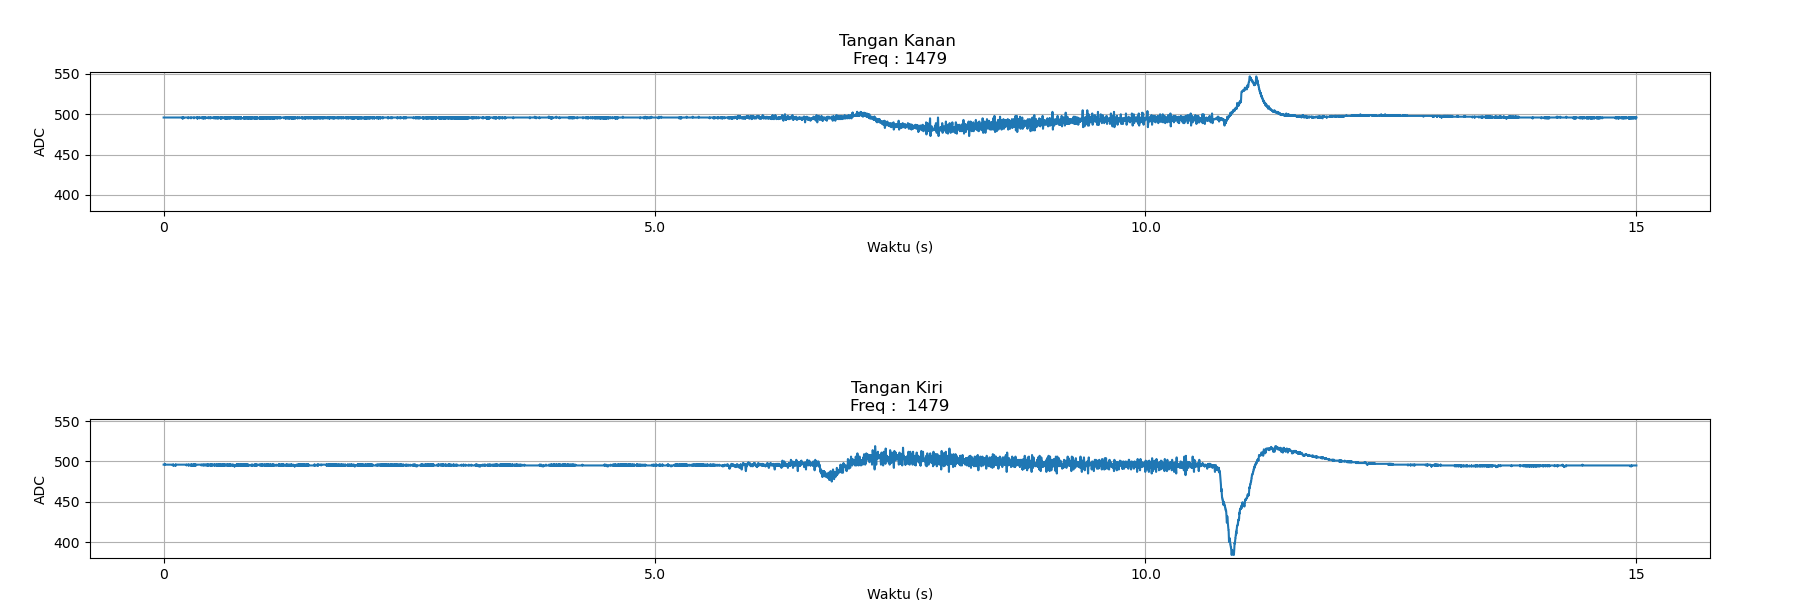 Tangan Kanan
Freq : 1479
550
500
450
400
ADC
0 5.0 10.0 15
Waktu (s)
Tangan Kiri
Freq :  1479
550
500
450
400
ADC
0 5.0 10.0 15
Waktu (s)